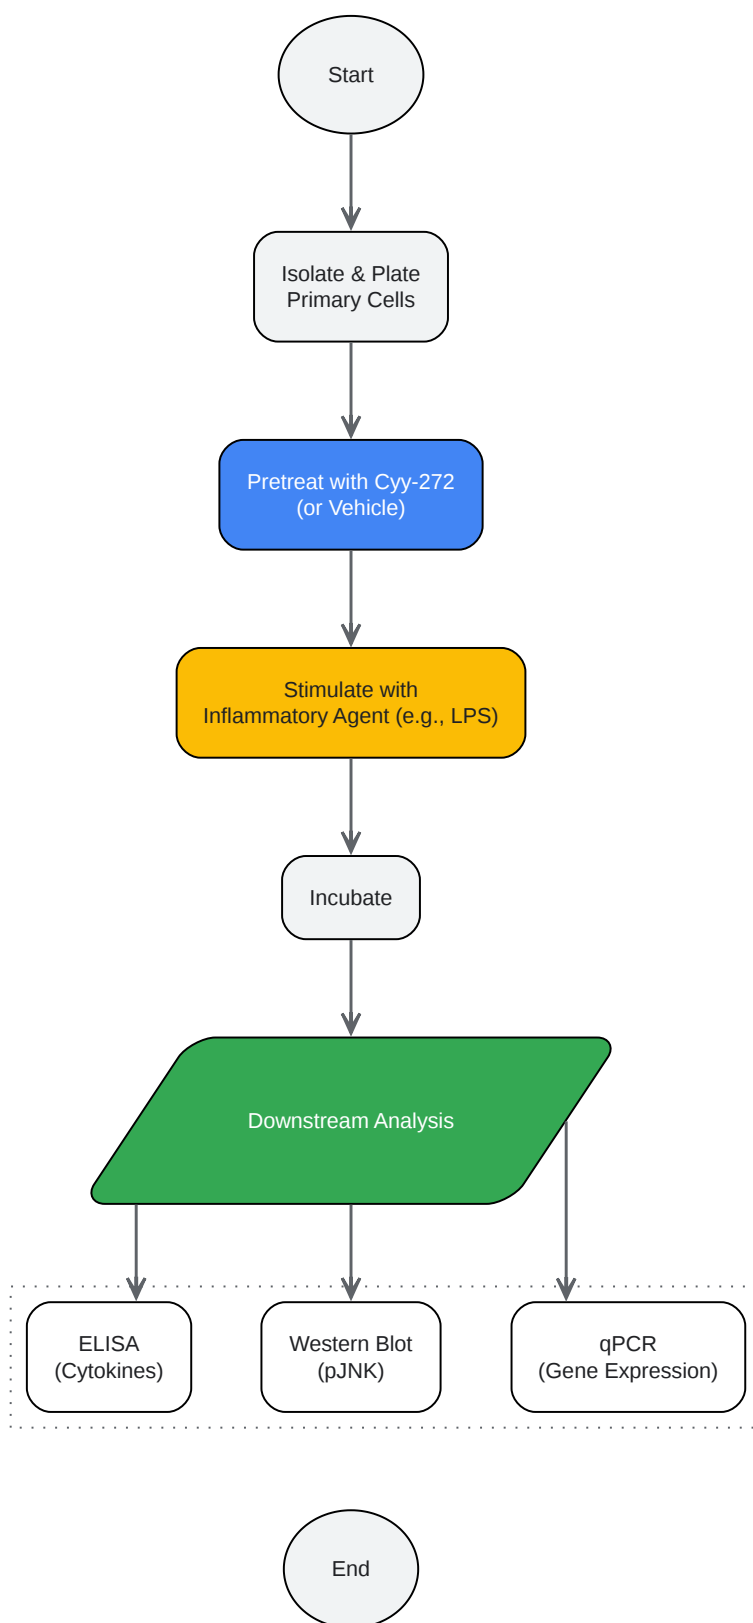 Start
Isolate & Plate
Primary Cells
Pretreat with Cyy-272
(or Vehicle)
Stimulate with
Inflammatory Agent (e.g., LPS)
Incubate
Downstream Analysis
ELISA
(Cytokines)
Western Blot
(pJNK)
qPCR
(Gene Expression)
End